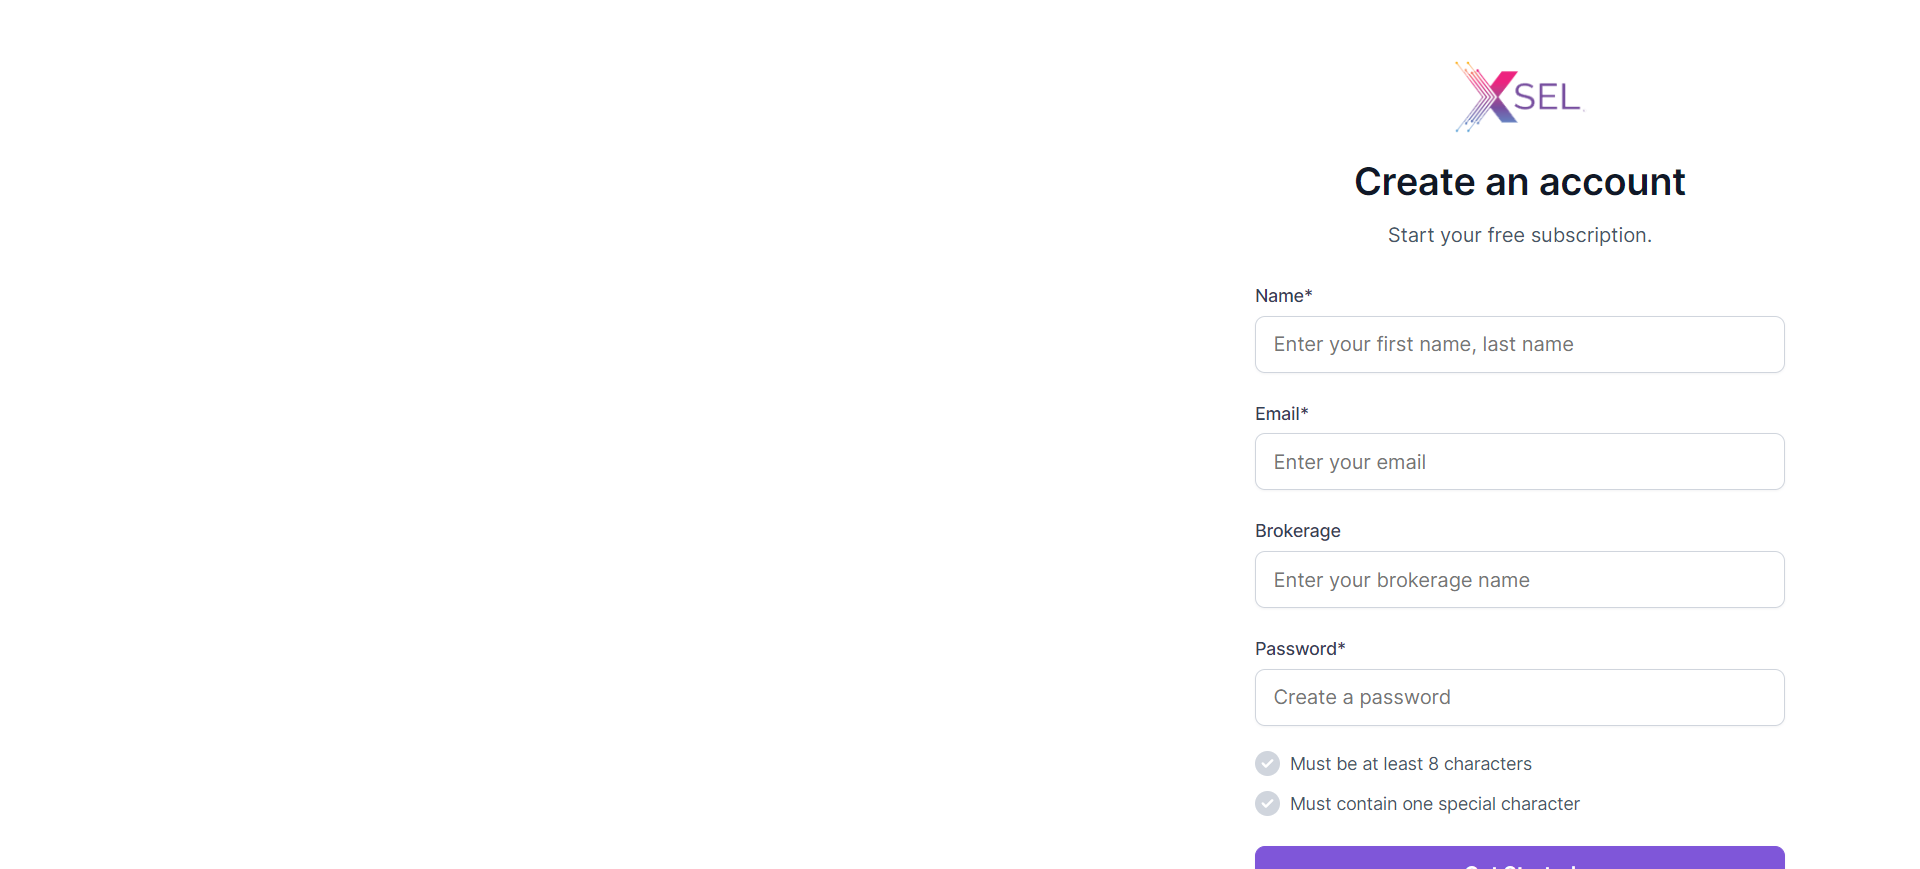 XSEL
Create an account
Start your free subscription.
Name*
Enter your first name, last name
Email*
Enter your email
Brokerage
Enter your brokerage name
Password*
Create a password
Must be at least 8 characters
Must contain one special character
Get Started